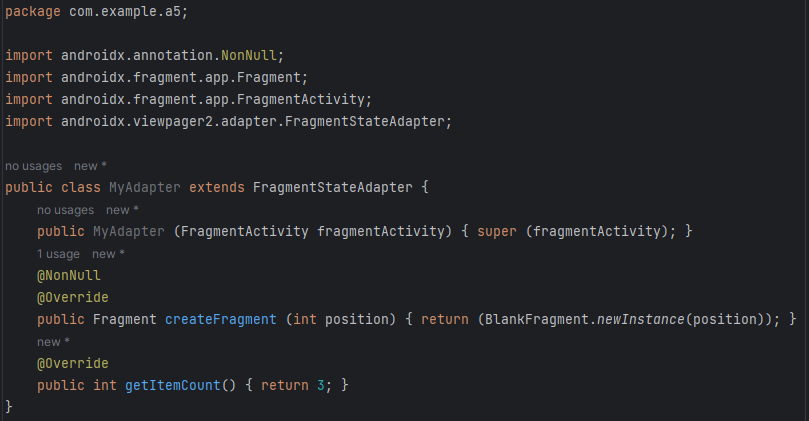 package com.example.a5;
import androidx.annotation.NonNull;
import androidx.fragment.app.Fragment;
import androidx.fragment.app.FragmentActivity;
import androidx.viewpager2.adapter.FragmentStateAdapter;
no usages new *
public class MyAdapter extends FragmentStateAdapter {
no usages new *
public MyAdapter (FragmentActivity fragmentActivity) { super (fragmentActivity); }
1 usage new *
@NonNull
@Override
public Fragment createFragment (int position) { return (BlankFragment.newInstance(position)); }
new *
@Override
public int getItemCount() { return 3; }
}